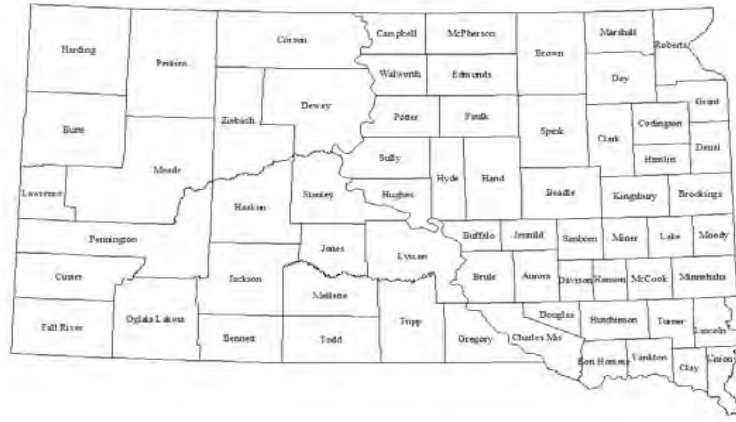 Harding
Perkins
Corson
Campbell
McPherson
Brown
Marshall
Roberts
Walworth
Edmunds
Day
Butte
Ziebach
Dewey
Potter
Faulk
Spink
Clark
Codington
Grant
Deuel
Hamlin
Meade
Sully
Hyde
Hand
Lawrence
Haakon
Stanley
Hughes
Beadle
Kingsbury
Brookings
Pennington
Jones
Lyman
Buffalo
Jerauld
Sanborn
Miner
Lake
Moody
Custer
Jackson
Mellette
Brule
Aurora
Davison
Hanson
McCook
Minnehaha
Fall River
Oglala Lakota
Bennett
Todd
Tripp
Gregory
Charles Mix
Douglas
Hutchinson
Turner
Lincoln
Bon Homme
Yankton
Clay
Union